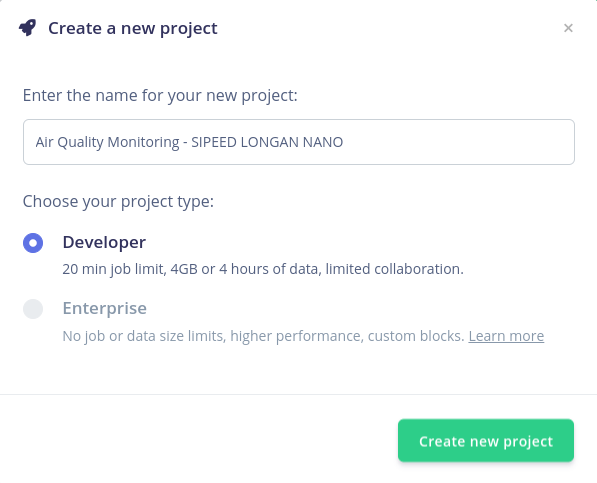 Create a new project
×
Enter the name for your new project:
Air Quality Monitoring - SIPEED LONGAN NANO
Choose your project type:
Developer
20 min job limit, 4GB or 4 hours of data, limited collaboration.
Enterprise
No job or data size limits, higher performance, custom blocks. Learn more
Create new project